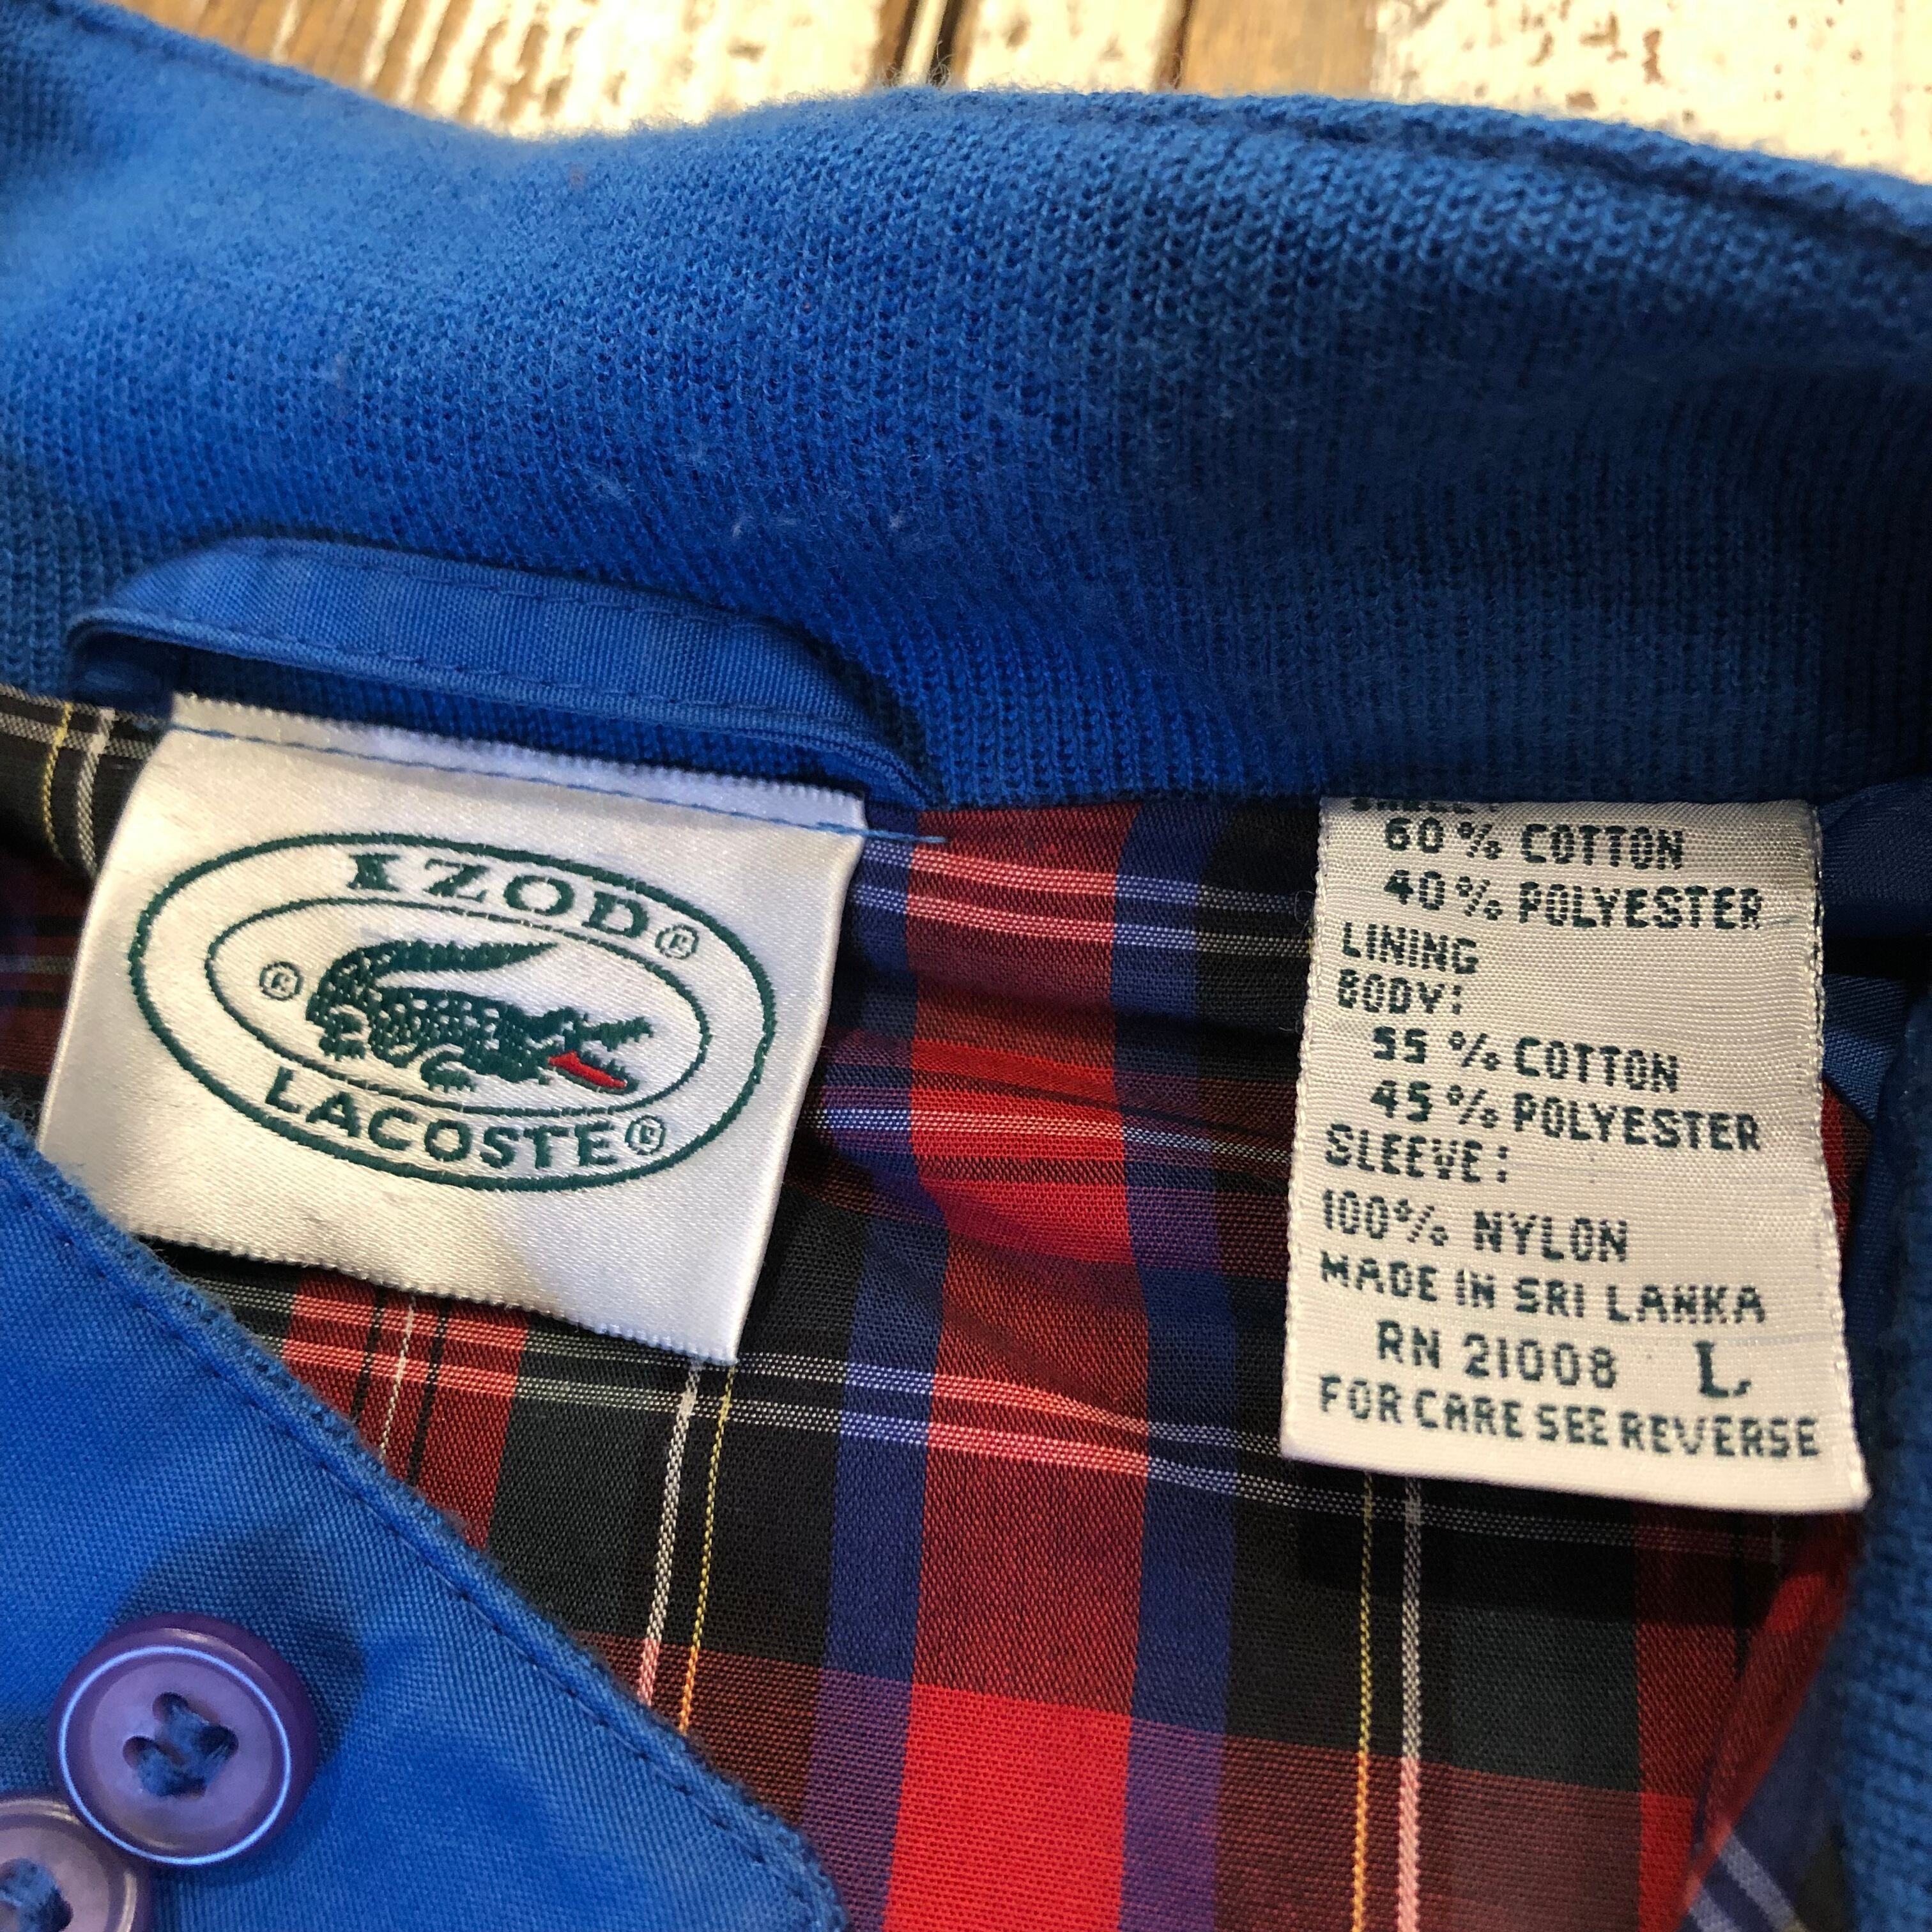 IZOD®
®
LACOSTE®
SHELL:
60% COTTON
40% POLYESTER
LINING
BODY:
55% COTTON
45% POLYESTER
SLEEVE:
100% NYLON
MADE IN SRI LANKA
RN 21008 L
FOR CARE SEE REVERSE